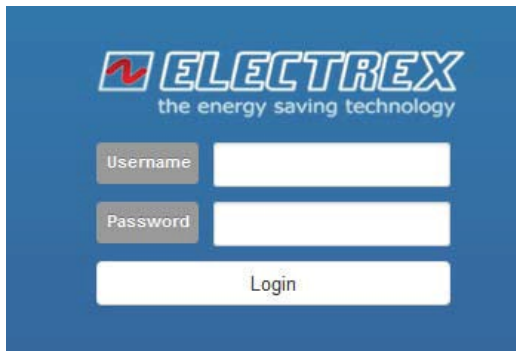 ELECTREX
the energy saving technology
Username
Password
Login